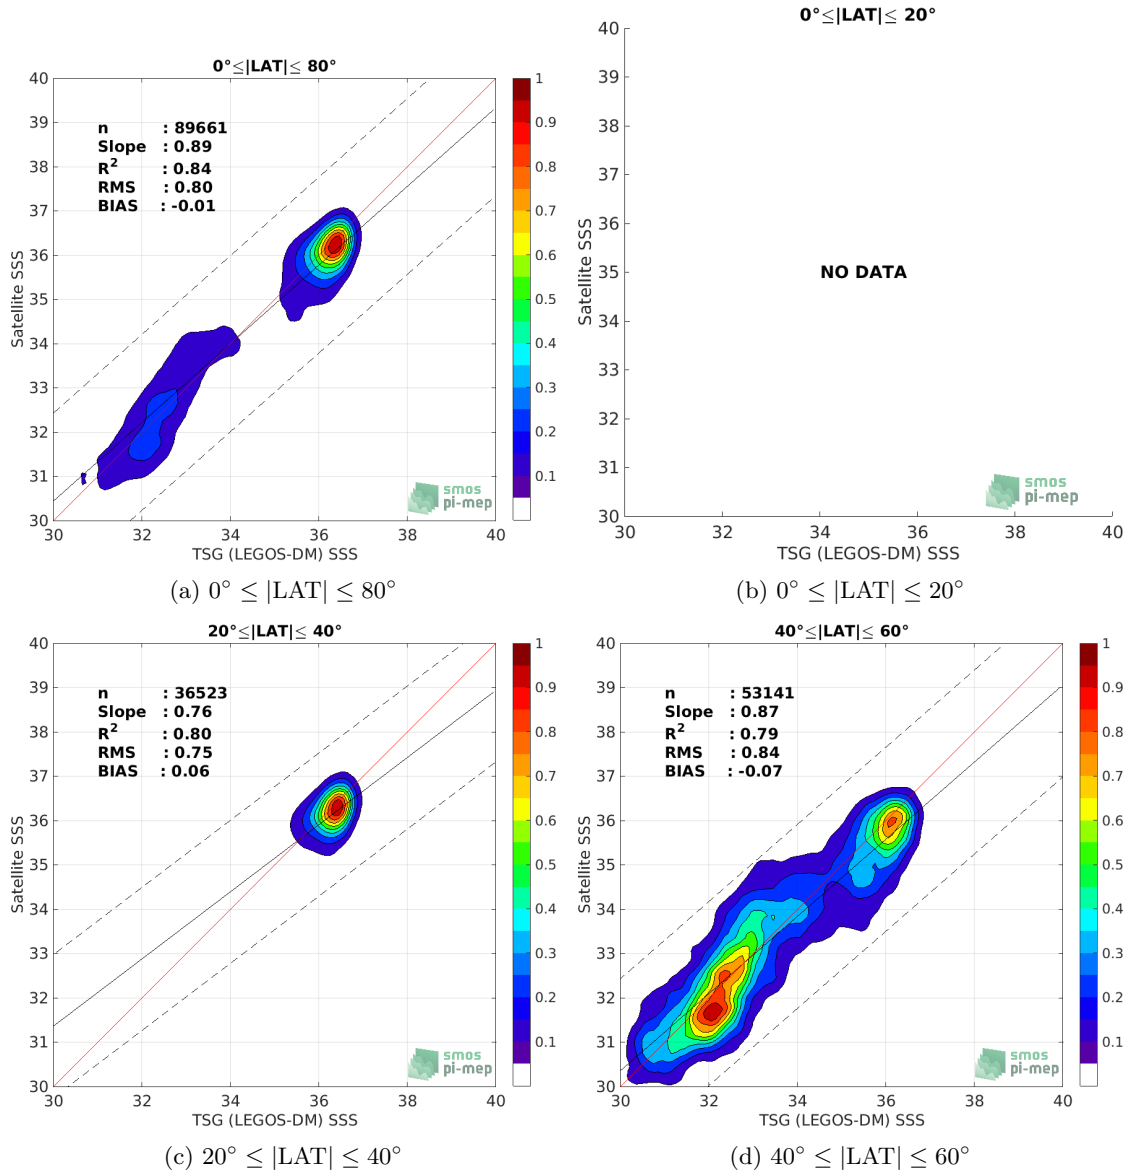 0°≤|LAT|≤ 80°
40
39
38
37
36
35
34
33
32
31
30
Satellite SSS
n : 89661
Slope : 0.89
R² : 0.84
RMS : 0.80
BIAS : -0.01
1
0.9
0.8
0.7
0.6
0.5
0.4
0.3
0.2
0.1
smos
pi-mep
30 32 34 36 38 40
TSG (LEGOS-DM) SSS
(a) 0° ≤ |LAT| ≤ 80°
0°≤|LAT|≤ 20°
40
39
38
37
36
35
34
33
32
31
30
Satellite SSS
NO DATA
smos
pi-mep
30 32 34 36 38 40
TSG (LEGOS-DM) SSS
(b) 0° ≤ |LAT| ≤ 20°
20°≤|LAT|≤ 40°
40
39
38
37
36
35
34
33
32
31
30
Satellite SSS
n : 36523
Slope : 0.76
R² : 0.80
RMS : 0.75
BIAS : 0.06
1
0.9
0.8
0.7
0.6
0.5
0.4
0.3
0.2
0.1
smos
pi-mep
30 32 34 36 38 40
TSG (LEGOS-DM) SSS
(c) 20° ≤ |LAT| ≤ 40°
40°≤|LAT|≤ 60°
40
39
38
37
36
35
34
33
32
31
30
Satellite SSS
n : 53141
Slope : 0.87
R² : 0.79
RMS : 0.84
BIAS : -0.07
1
0.9
0.8
0.7
0.6
0.5
0.4
0.3
0.2
0.1
smos
pi-mep
30 32 34 36 38 40
TSG (LEGOS-DM) SSS
(d) 40° ≤ |LAT| ≤ 60°